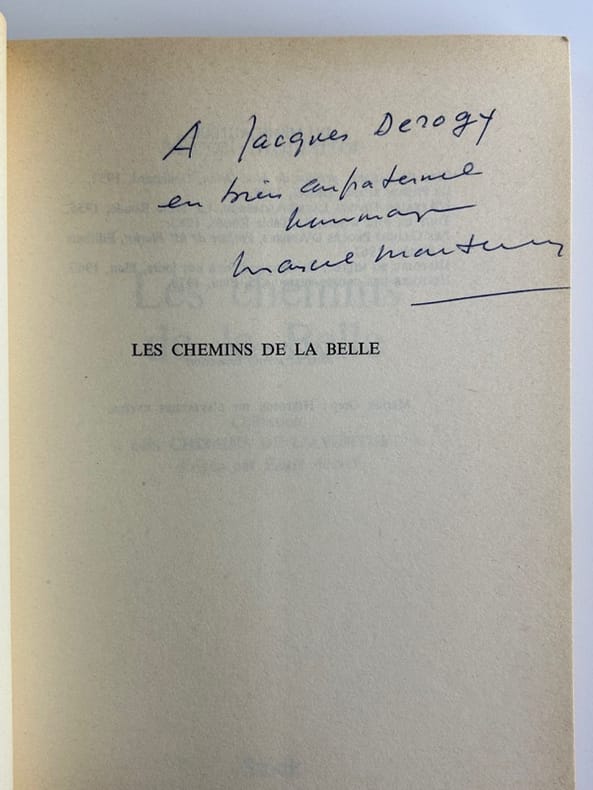 A Jacques Derogy
en très confraternel
hommage
Marcel Montarron
LES CHEMINS DE LA BELLE